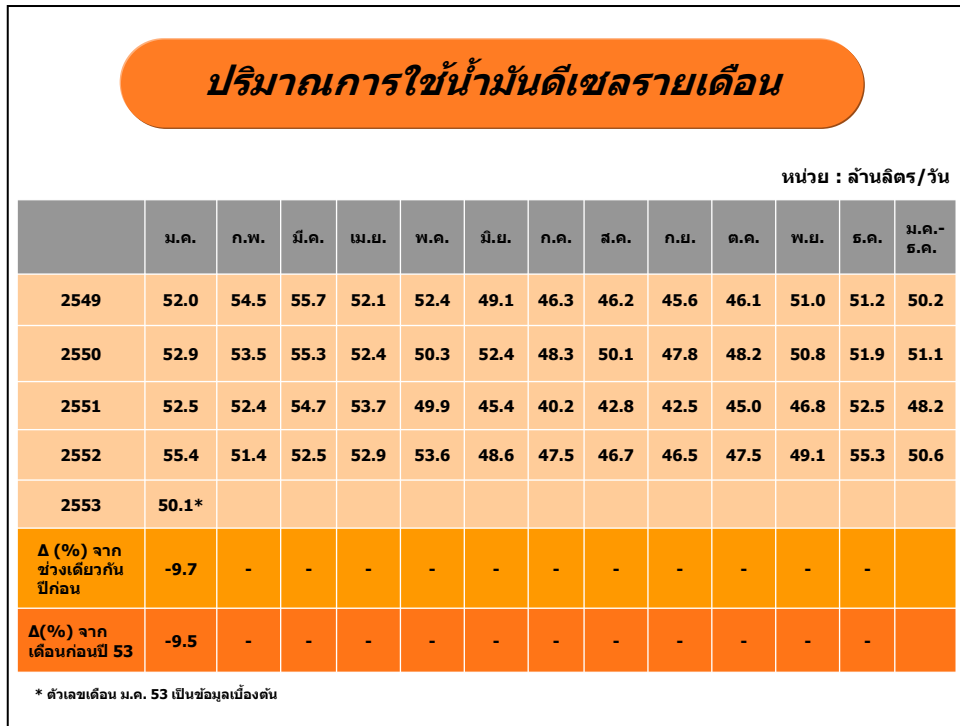 ปริมาณการใช้น้ำมันดีเซลรายเดือน
หน่วย : ล้านลิตร/วัน
ม.ค. ก.พ. มี.ค. เม.ย. พ.ค. มิ.ย. ก.ค. ส.ค. ก.ย. ต.ค. พ.ย. ธ.ค. ม.ค.-
ธ.ค.
2549 52.0 54.5 55.7 52.1 52.4 49.1 46.3 46.2 45.6 46.1 51.0 51.2 50.2
2550 52.9 53.5 55.3 52.4 50.3 52.4 48.3 50.1 47.8 48.2 50.8 51.9 51.1
2551 52.5 52.4 54.7 53.7 49.9 45.4 40.2 42.8 42.5 45.0 46.8 52.5 48.2
2552 55.4 51.4 52.5 52.9 53.6 48.6 47.5 46.7 46.5 47.5 49.1 55.3 50.6
2553 50.1*
Δ (%) จาก
ช่วงเดียวกัน
ปีก่อน
-9.7 - - - - - - - - - - -
Δ(%) จาก
เดือนก่อนปี 53
-9.5 - - - - - - - - - - -
* ตัวเลขเดือน ม.ค. 53 เป็นข้อมูลเบื้องต้น